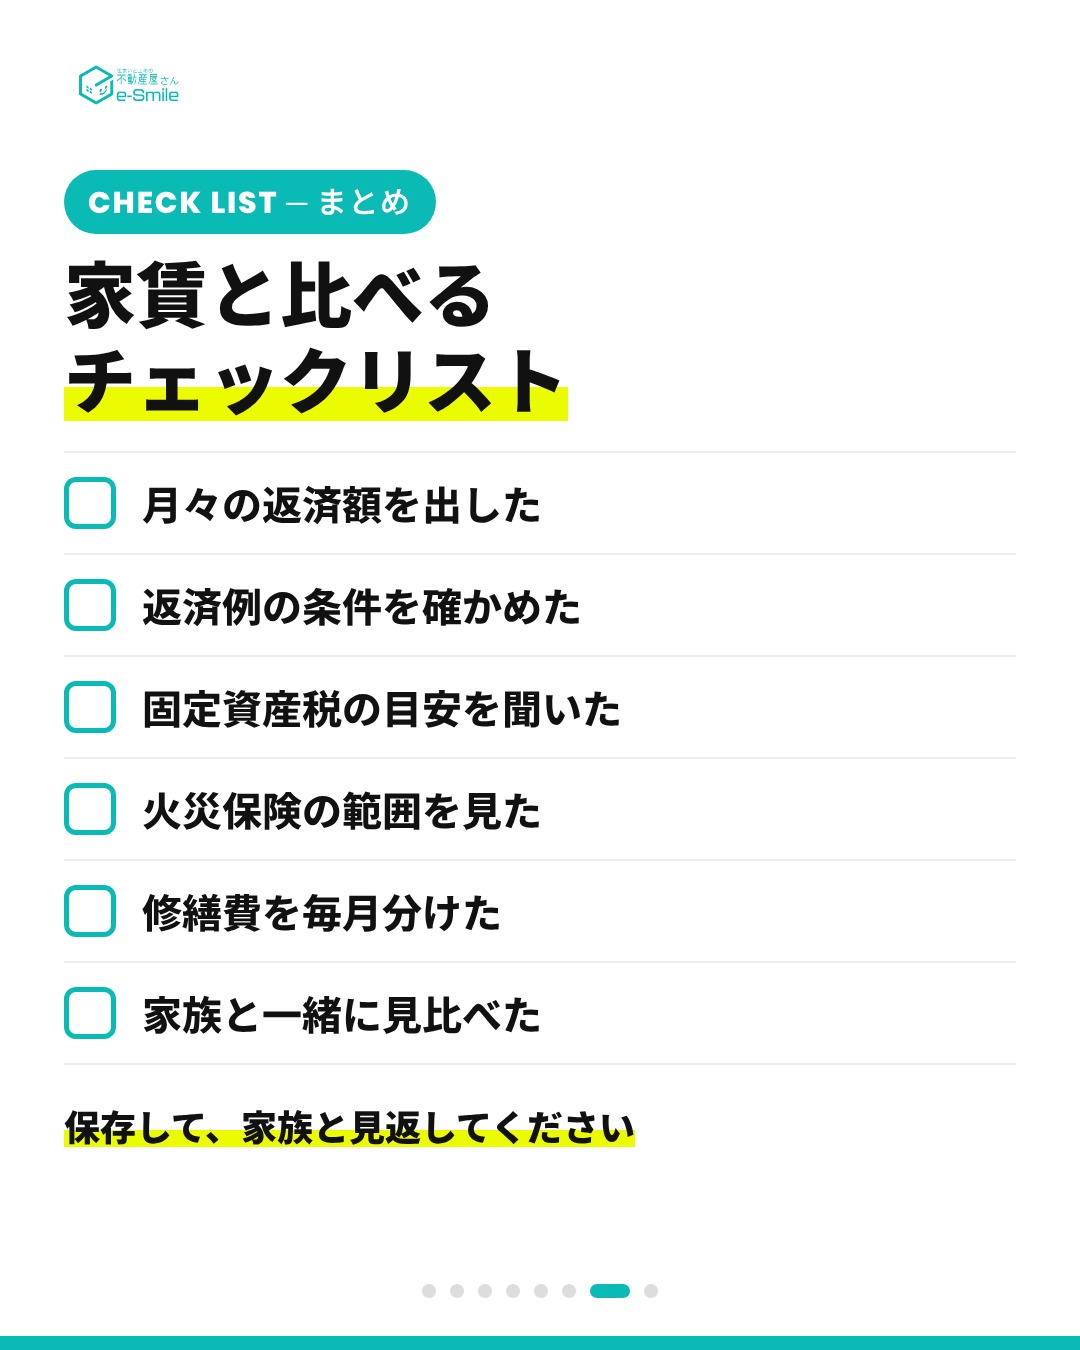 不動産屋さん
e-Smile
CHECK LIST — まとめ
家賃と比べる
チェックリスト
月々の返済額を出した
返済例の条件を確かめた
固定資産税の目安を聞いた
火災保険の範囲を見た
修繕費を毎月分けた
家族と一緒に見比べた
保存して、家族と見返してください